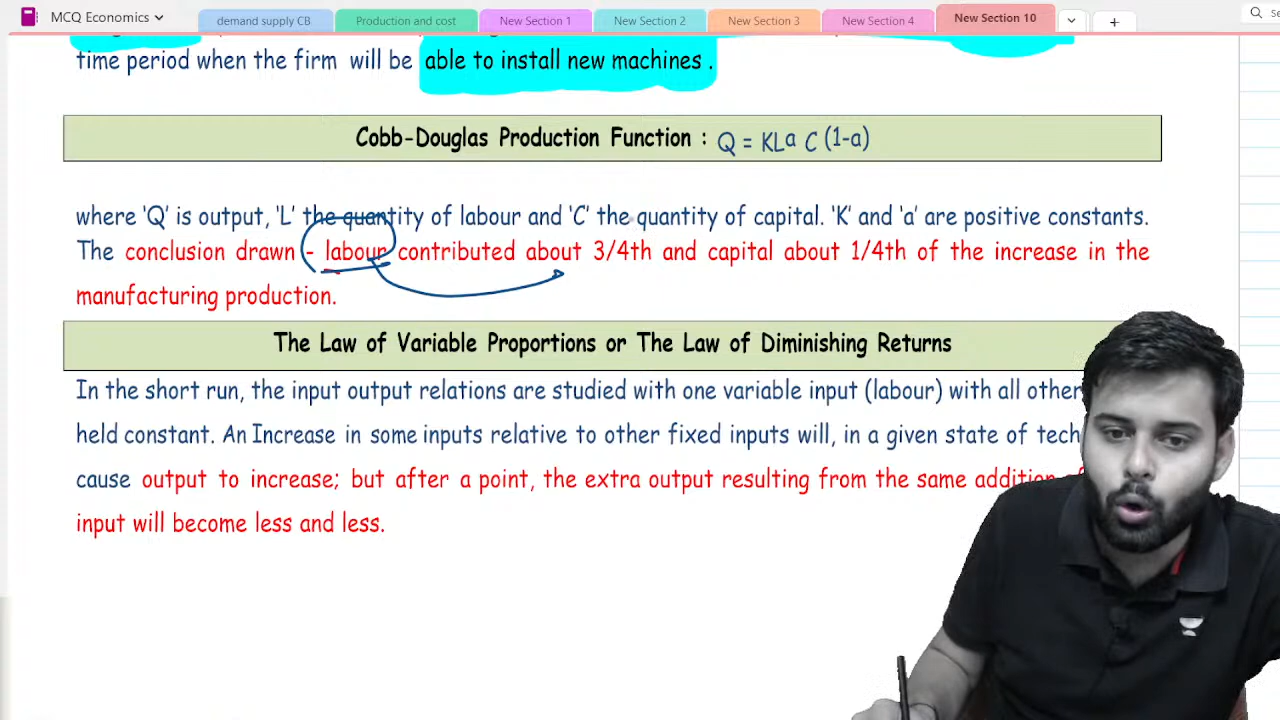 MCQ Economics
demand supply CB
Production and cost
New Section 1
New Section 2
New Section 3
New Section 4
New Section 10
time period when the firm will be able to install new machines .
Cobb-Douglas Production Function : Q = KLa C (1-a)
where ‘Q’ is output, ‘L’ the quantity of labour and ‘C’ the quantity of capital. ‘K’ and ‘a’ are positive constants.
The conclusion drawn - labour contributed about 3/4th and capital about 1/4th of the increase in the
manufacturing production.
The Law of Variable Proportions or The Law of Diminishing Returns
In the short run, the input output relations are studied with one variable input (labour) with all other
held constant. An Increase in some inputs relative to other fixed inputs will, in a given state of tech
cause output to increase; but after a point, the extra output resulting from the same addition
input will become less and less.